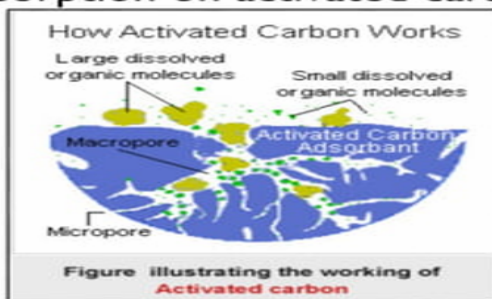 How Activated Carbon Works
Large dissolved
organic molecules
Small dissolved
organic molecules
Macropore
Activated Carbon
Adsorbant
Micropore
Figure illustrating the working of
Activated carbon